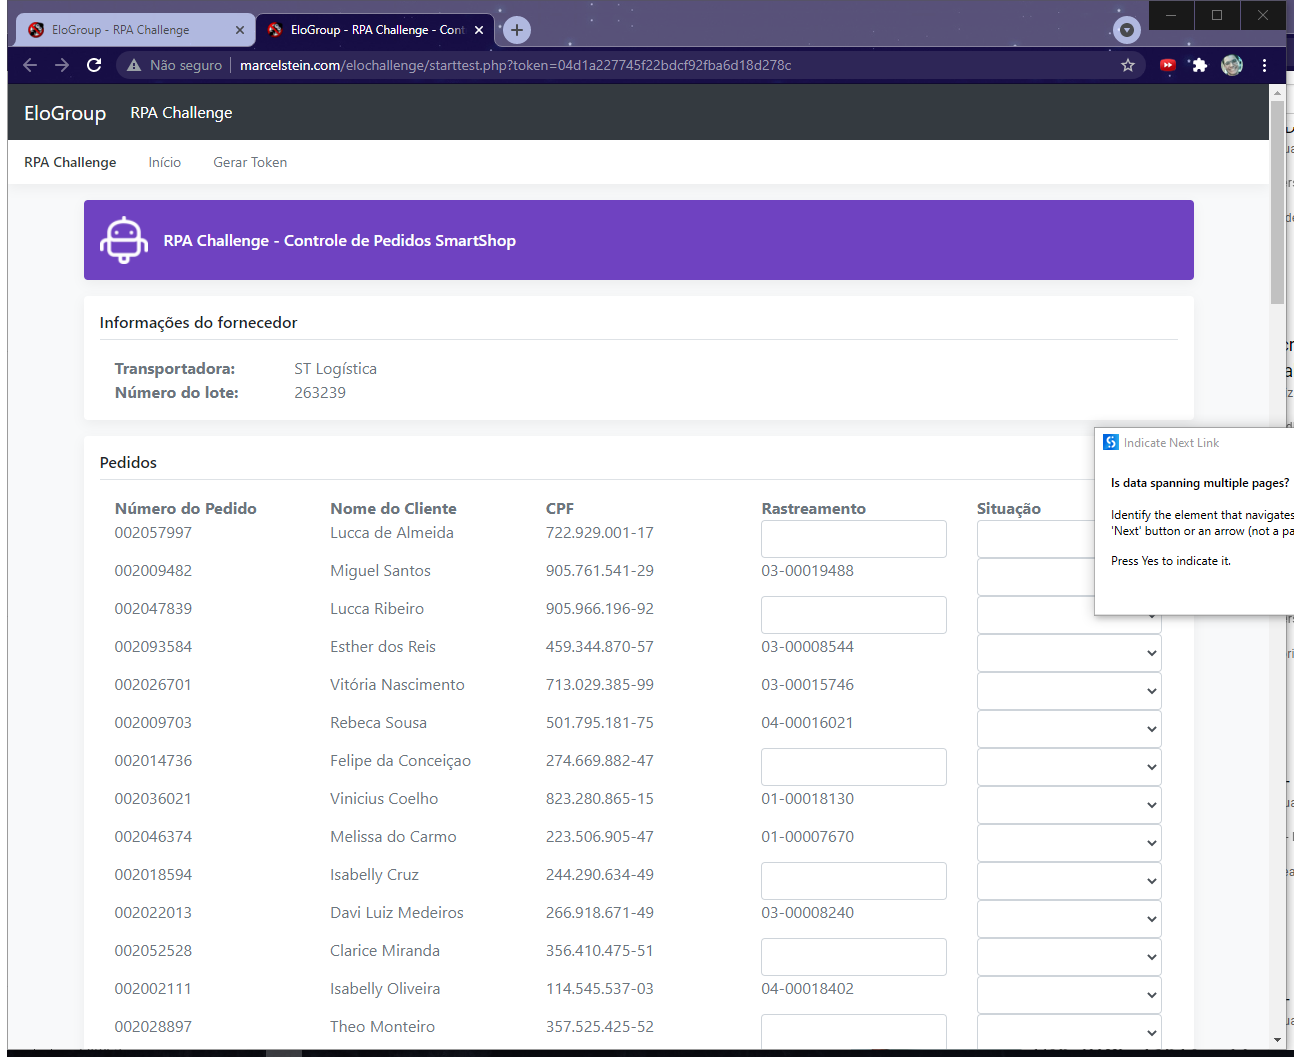 EloGroup - RPA Challenge
EloGroup - RPA Challenge - Cont
Não seguro marcelstein.com/elochallenge/starttest.php?token=04d1a227745f22bdcf92fba6d18d278c
EloGroup RPA Challenge
RPA Challenge Início Gerar Token
RPA Challenge - Controle de Pedidos SmartShop
Informações do fornecedor
Transportadora: ST Logística
Número do lote: 263239
Indicate Next Link
Is data spanning multiple pages?
Identify the element that navigates
'Next' button or an arrow (not a pa
Press Yes to indicate it.
Pedidos
Número do Pedido Nome do Cliente CPF Rastreamento Situação
002057997 Lucca de Almeida 722.929.001-17
002009482 Miguel Santos 905.761.541-29 03-00019488
002047839 Lucca Ribeiro 905.966.196-92
002093584 Esther dos Reis 459.344.870-57 03-00008544
002026701 Vitória Nascimento 713.029.385-99 03-00015746
002009703 Rebeca Sousa 501.795.181-75 04-00016021
002014736 Felipe da Conceiçao 274.669.882-47
002036021 Vinicius Coelho 823.280.865-15 01-00018130
002046374 Melissa do Carmo 223.506.905-47 01-00007670
002018594 Isabelly Cruz 244.290.634-49
002022013 Davi Luiz Medeiros 266.918.671-49 03-00008240
002052528 Clarice Miranda 356.410.475-51
002002111 Isabelly Oliveira 114.545.537-03 04-00018402
002028897 Theo Monteiro 357.525.425-52